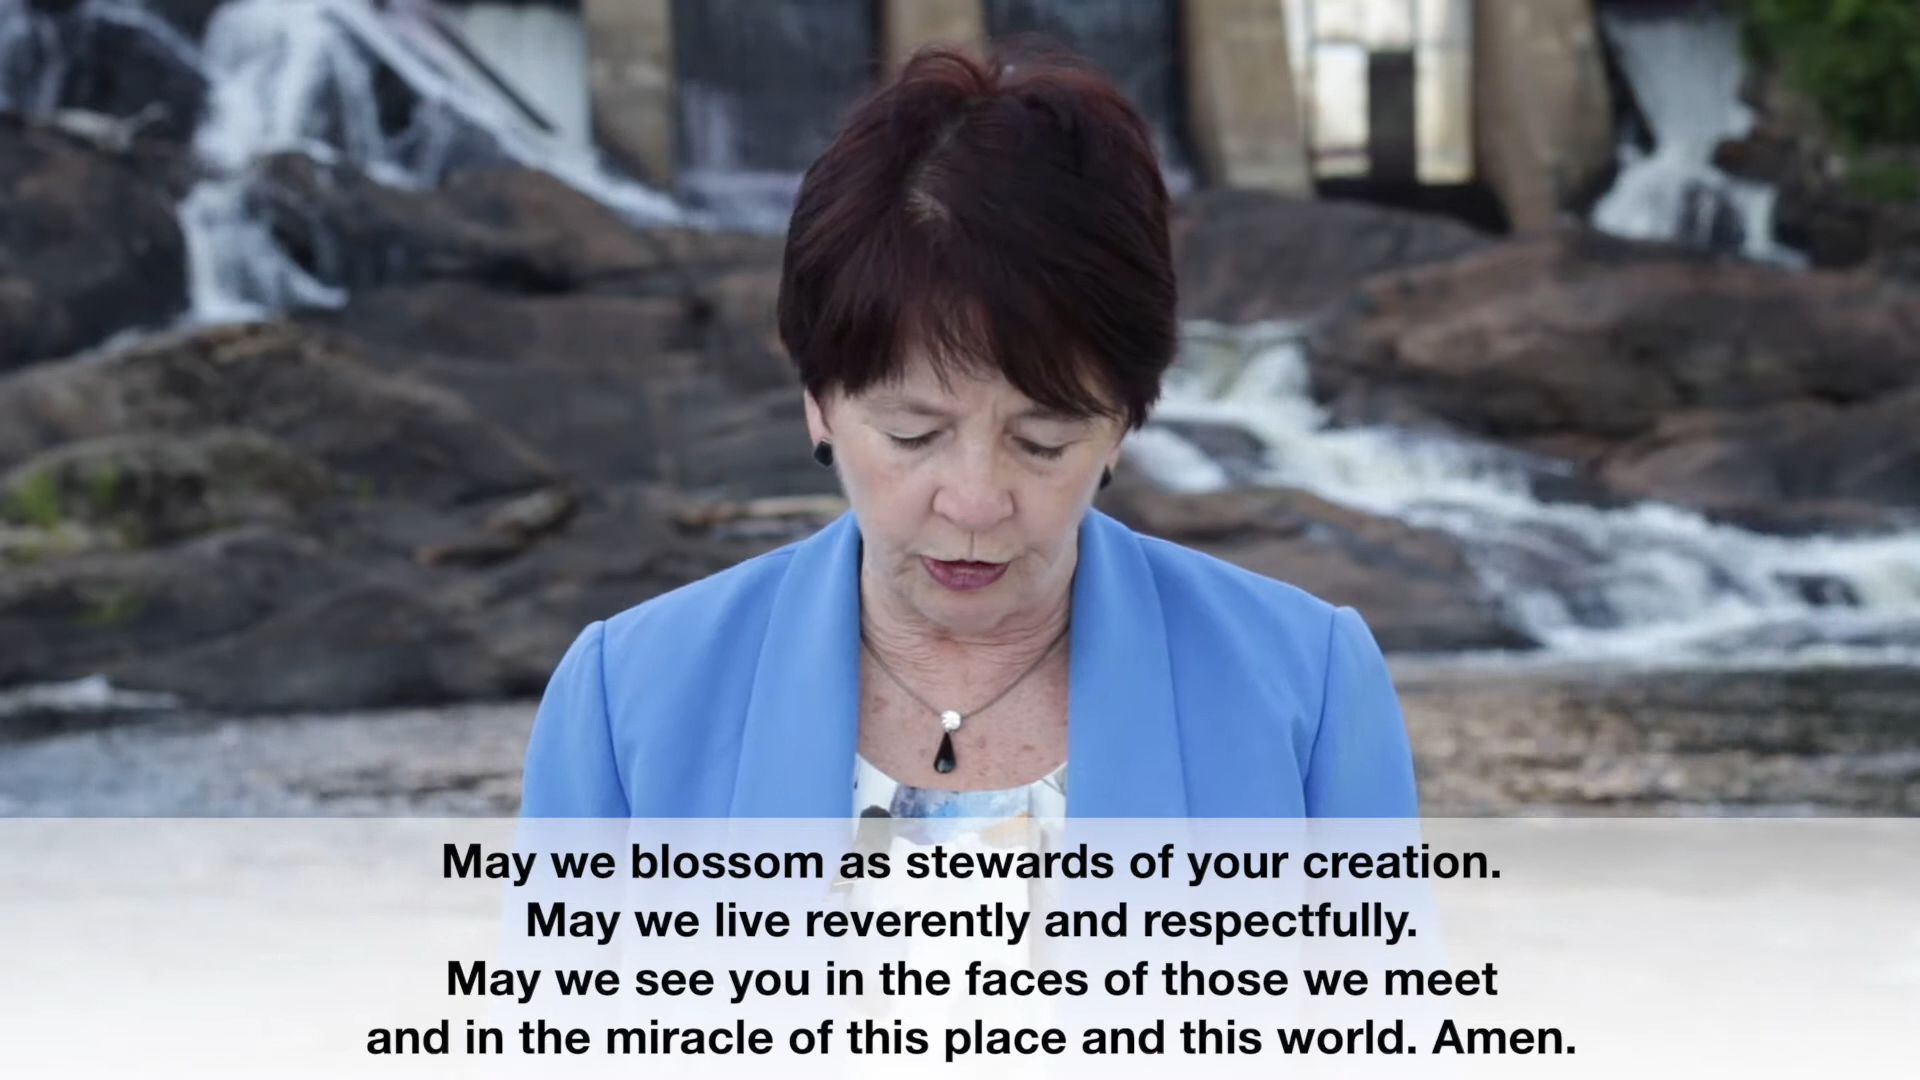 May we blossom as stewards of your creation.
May we live reverently and respectfully.
May we see you in the faces of those we meet
and in the miracle of this place and this world. Amen.